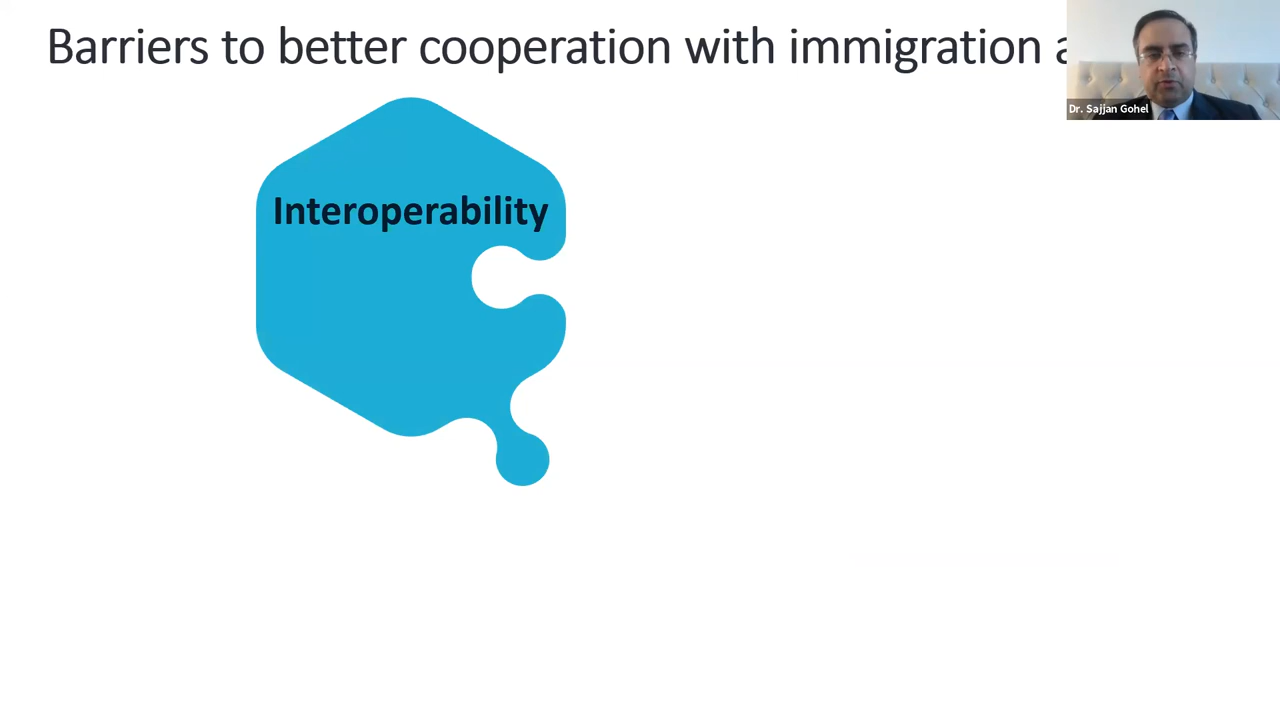 Barriers to better cooperation with immigration a
Dr. Sajjan Gohel
Interoperability